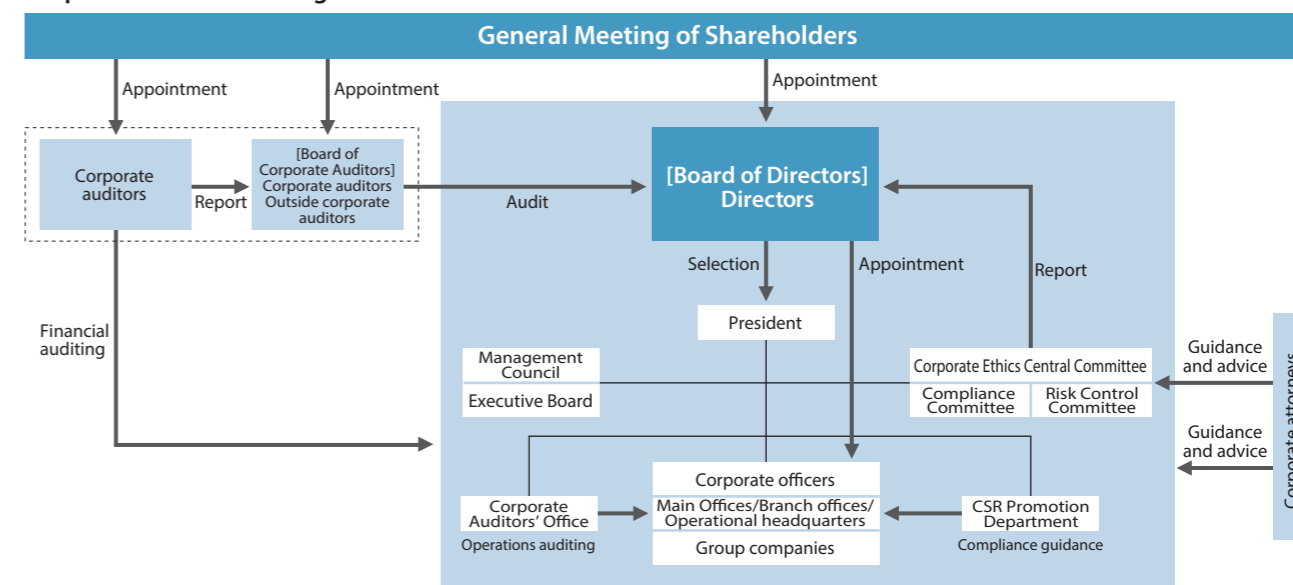 General Meeting of Shareholders
Appointment
Appointment
Appointment
Corporate
auditors
Report
[Board of
Corporate Auditors]
Corporate auditors
Outside corporate
auditors
Audit
[Board of Directors]
Directors
Selection
Appointment
Report
President
Financial
auditing
Management
Council
Executive Board
Corporate Ethics Central Committee
Compliance
Committee
Risk Control
Committee
Guidance
and advice
Guidance
and advice
Corporate attorneys
Corporate officers
Main Offices/Branch offices/
Operational headquarters
Group companies
Corporate
Auditors' Office
Operations auditing
CSR Promotion
Department
Compliance guidance